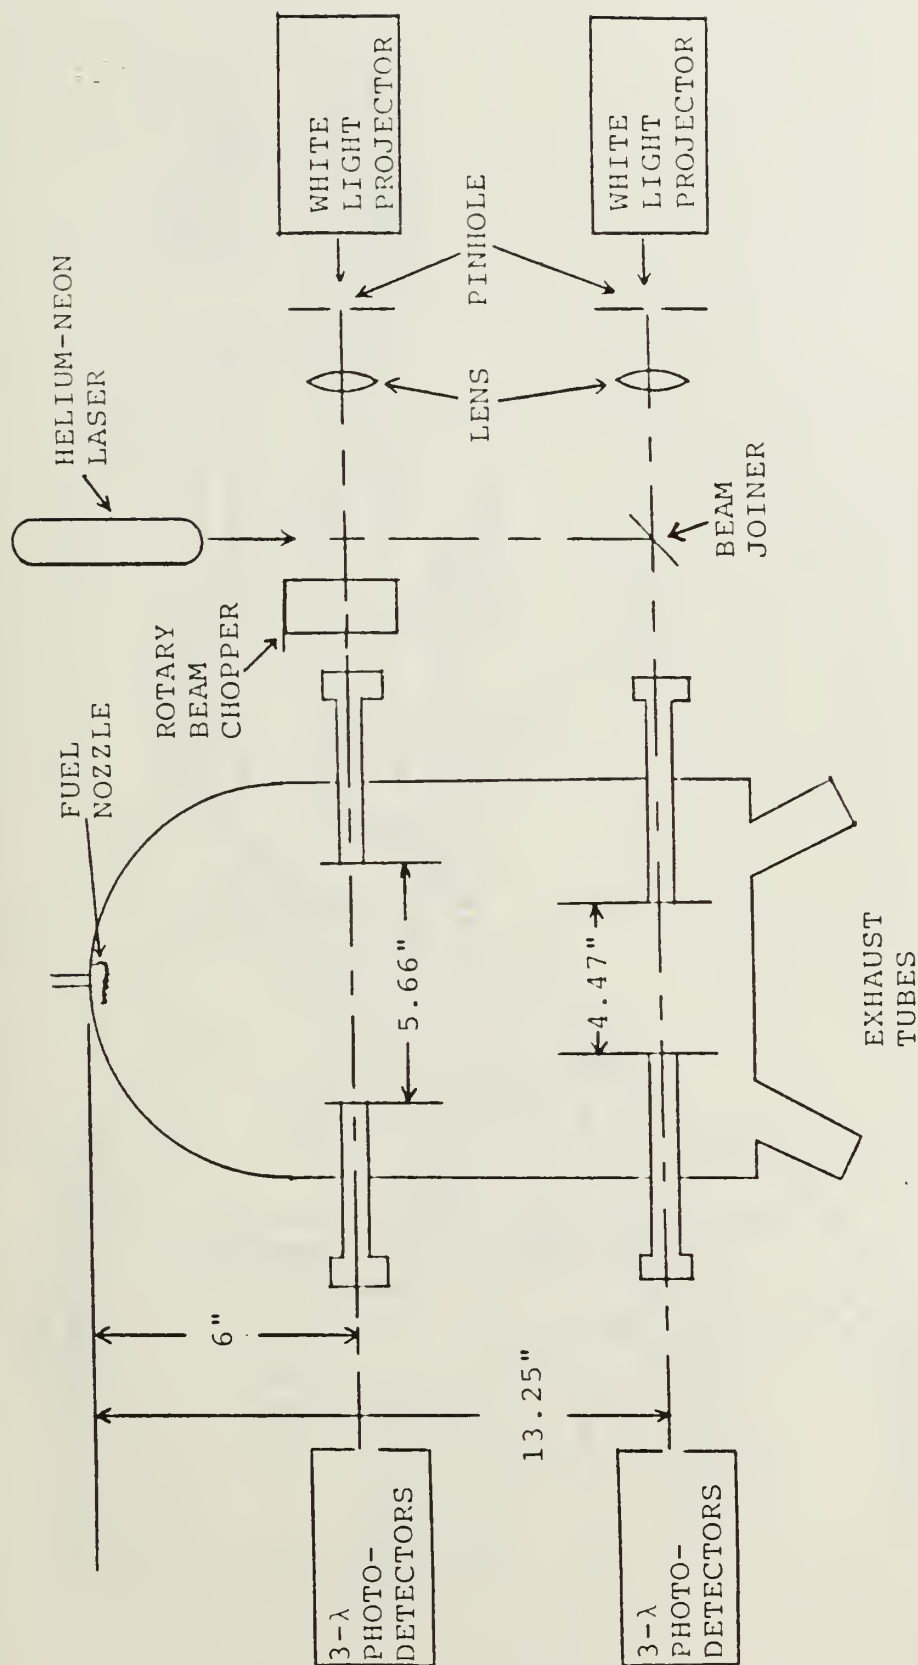 FUEL
NOZZLE
HELIUM-NEON
LASER
ROTARY
BEAM
CHOPPER
WHITE
LIGHT
PROJECTOR
PINHOLE
LENS
WHITE
LIGHT
PROJECTOR
BEAM
JOINER
6"
5.66"
13.25"
4.47"
3-λ
PHOTO-
DETECTORS
3-λ
PHOTO-
DETECTORS
EXHAUST
TUBES